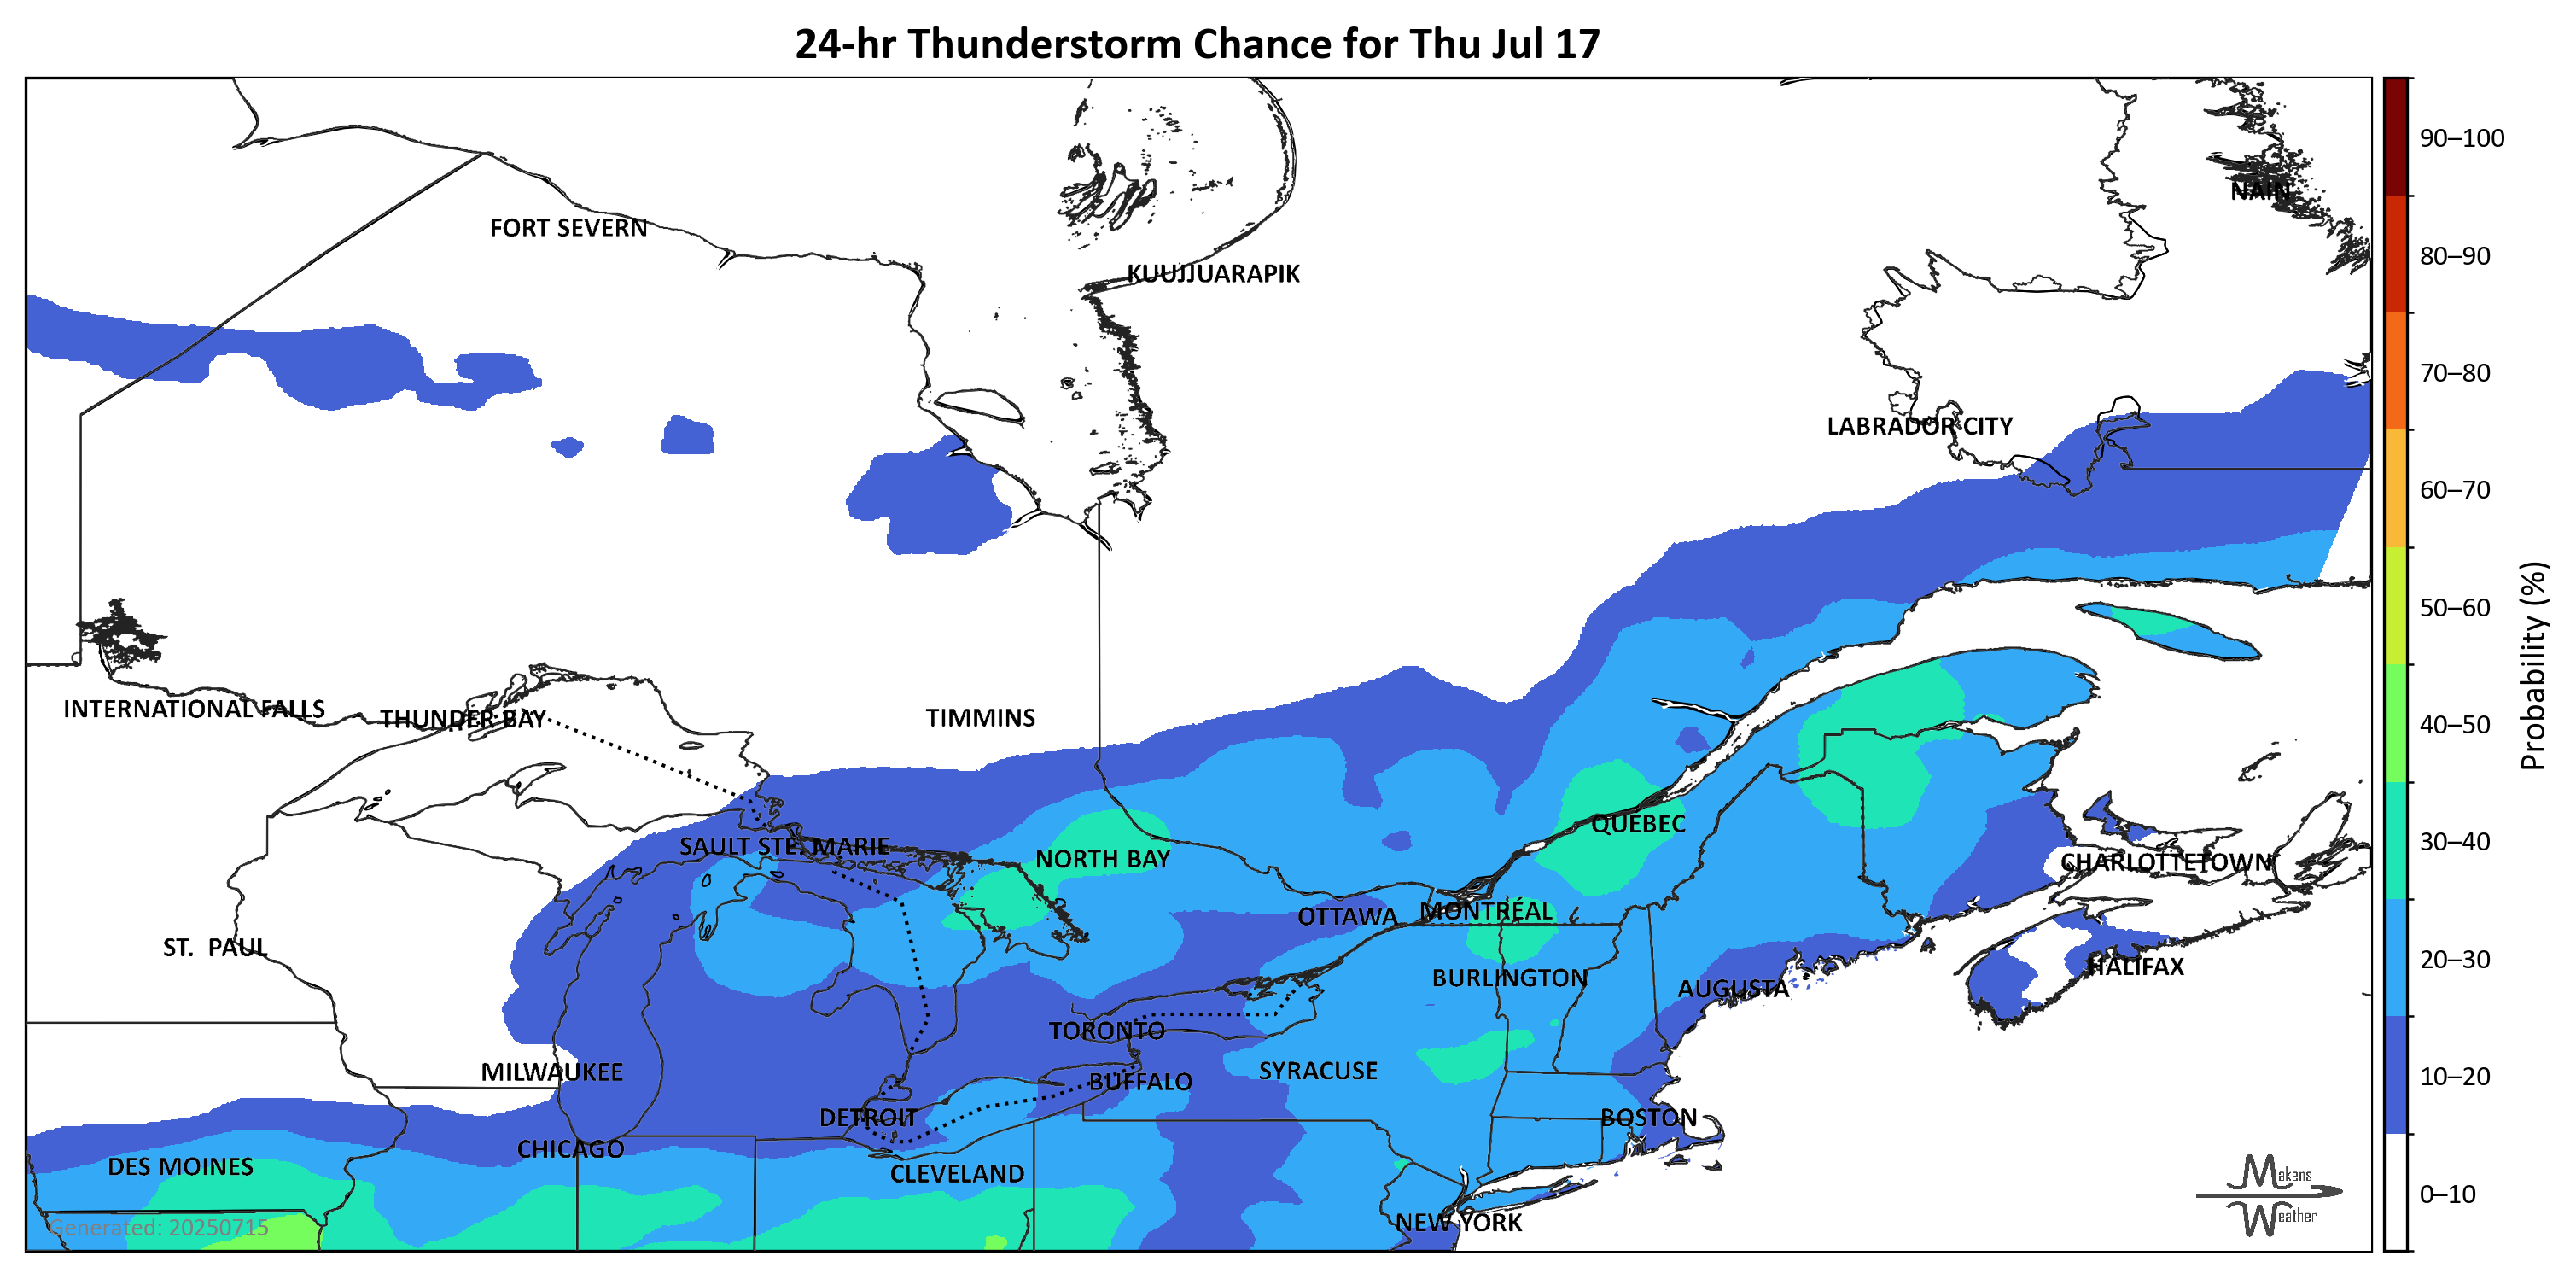 24-hr Thunderstorm Chance for Thu Jul 17
90–100
NAIN
FORT SEVERN
80–90
KUUJJUARAPIK
70–80
LABRADOR CITY
60–70
50–60
Probability (%)
INTERNATIONAL FALLS
THUNDER BAY
TIMMINS
40–50
QUEBEC
30–40
SAULT STE. MARIE
NORTH BAY
CHARLOTTETOWN
OTTAWA
MONTRÉAL
ST. PAUL
20–30
HALIFAX
BURLINGTON
AUGUSTA
TORONTO
MILWAUKEE
SYRACUSE
10–20
BUFFALO
DETROIT
BOSTON
CHICAGO
DES MOINES
CLEVELAND
Makens
Weather
0–10
NEW YORK
Generated: 20250715